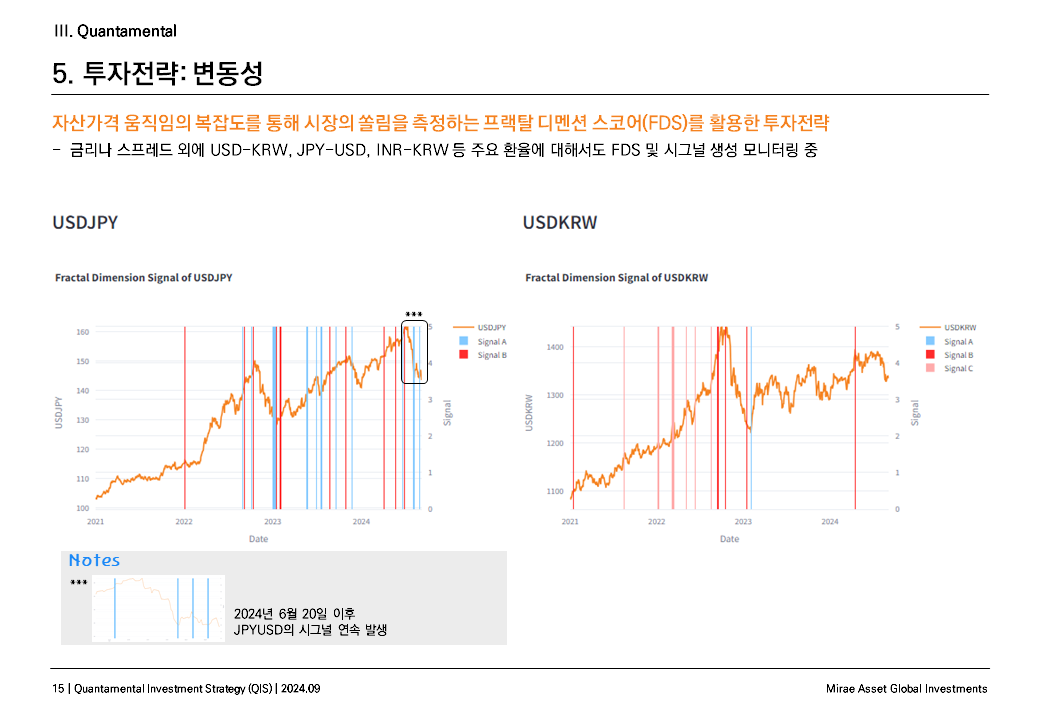 III. Quantamental
5. 투자전략: 변동성
자산가격 움직임의 복잡도를 통해 시장의 쏠림을 측정하는 프랙탈 디멘션 스코어(FDS)를 활용한 투자전략
- 금리나 스프레드 외에 USD-KRW, JPY-USD, INR-KRW 등 주요 환율에 대해서도 FDS 및 시그널 생성 모니터링 중
USDJPY
Fractal Dimension Signal of USDJPY
***
160
150
140
130
120
110
100
USDJPY
5
4
3
2
1
0
Signal
2021
2022
2023
2024
Date
USDJPY
Signal A
Signal B
USDKRW
Fractal Dimension Signal of USDKRW
1400
1300
1200
1100
USDKRW
5
4
3
2
1
0
Signal
2021
2022
2023
2024
Date
USDKRW
Signal A
Signal B
Signal C
Notes
***
2024년 6월 20일 이후
JPYUSD의 시그널 연속 발생
15 | Quantamental Investment Strategy (QIS) | 2024.09
Mirae Asset Global Investments